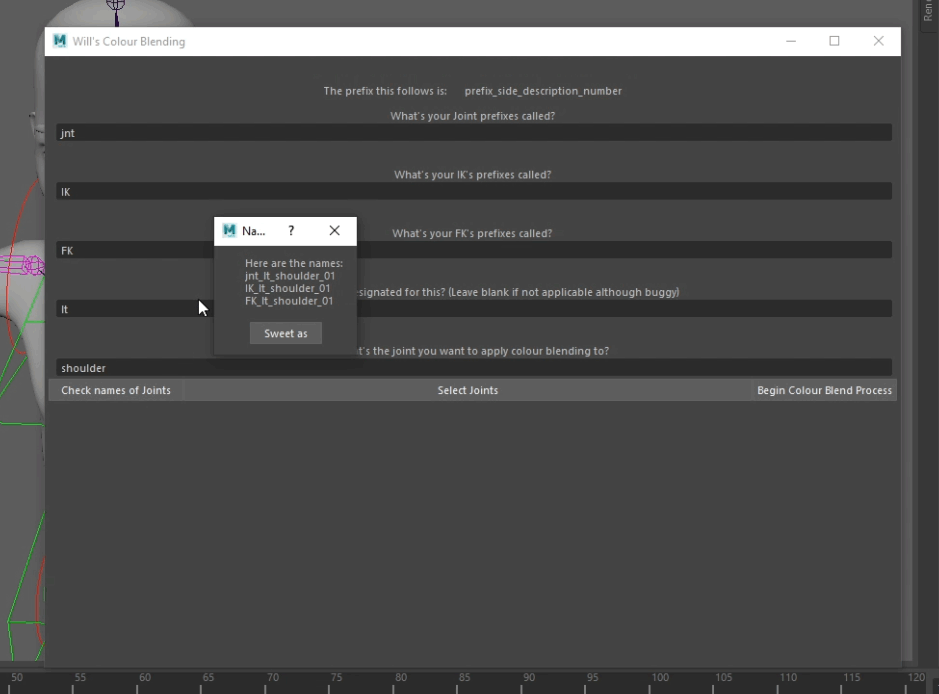 Ren
Will's Colour Blending
The prefix this follows is: prefix_side_description_number
What's your Joint prefixes called?
jnt
What's your IK's prefixes called?
IK
What's your FK's prefixes called?
FK
Na... ?
Here are the names:
jnt_lt_shoulder_01
IK_lt_shoulder_01
FK_lt_shoulder_01
Sweet as
signated for this? (Leave blank if not applicable although buggy)
lt
the joint you want to apply colour blending to?
shoulder
Check names of Joints Select Joints Begin Colour Blend Process
50 55 60 65 70 75 80 85 90 95 100 105 110 115 120